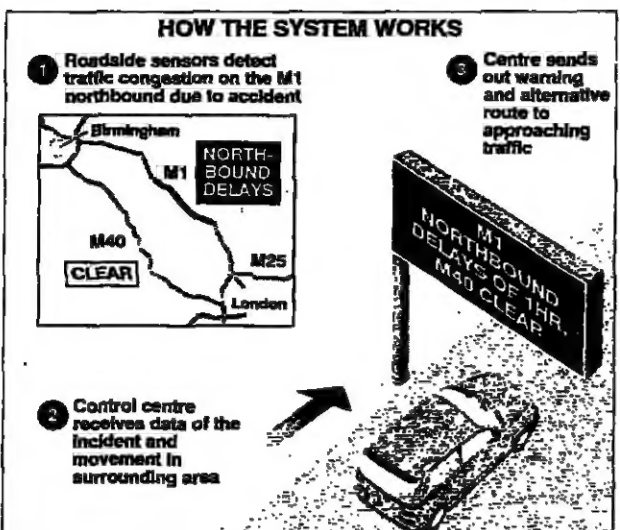 HOW THE SYSTEM WORKS
1 Roadside sensors detect
traffic congestion on the M1
northbound due to accident
Birmingham
M1
NORTH-
BOUND
DELAYS
M40
CLEAR
M25
London
2 Control centre
receives data of the
incident and
movement in
surrounding area
3 Centre sends
out warning
and alternative
route to
approaching
traffic
M1
NORTHBOUND
DELAYS OF 1HR.
M40 CLEAR